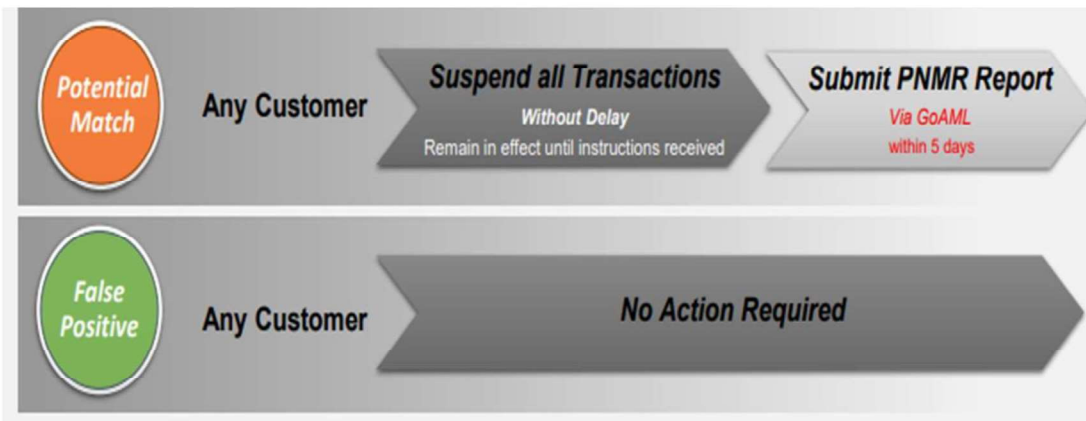 Potential
Match
Any Customer
Suspend all Transactions
Without Delay
Remain in effect until instructions received
Submit PNMR Report
Via GoAML
within 5 days
False
Positive
Any Customer
No Action Required